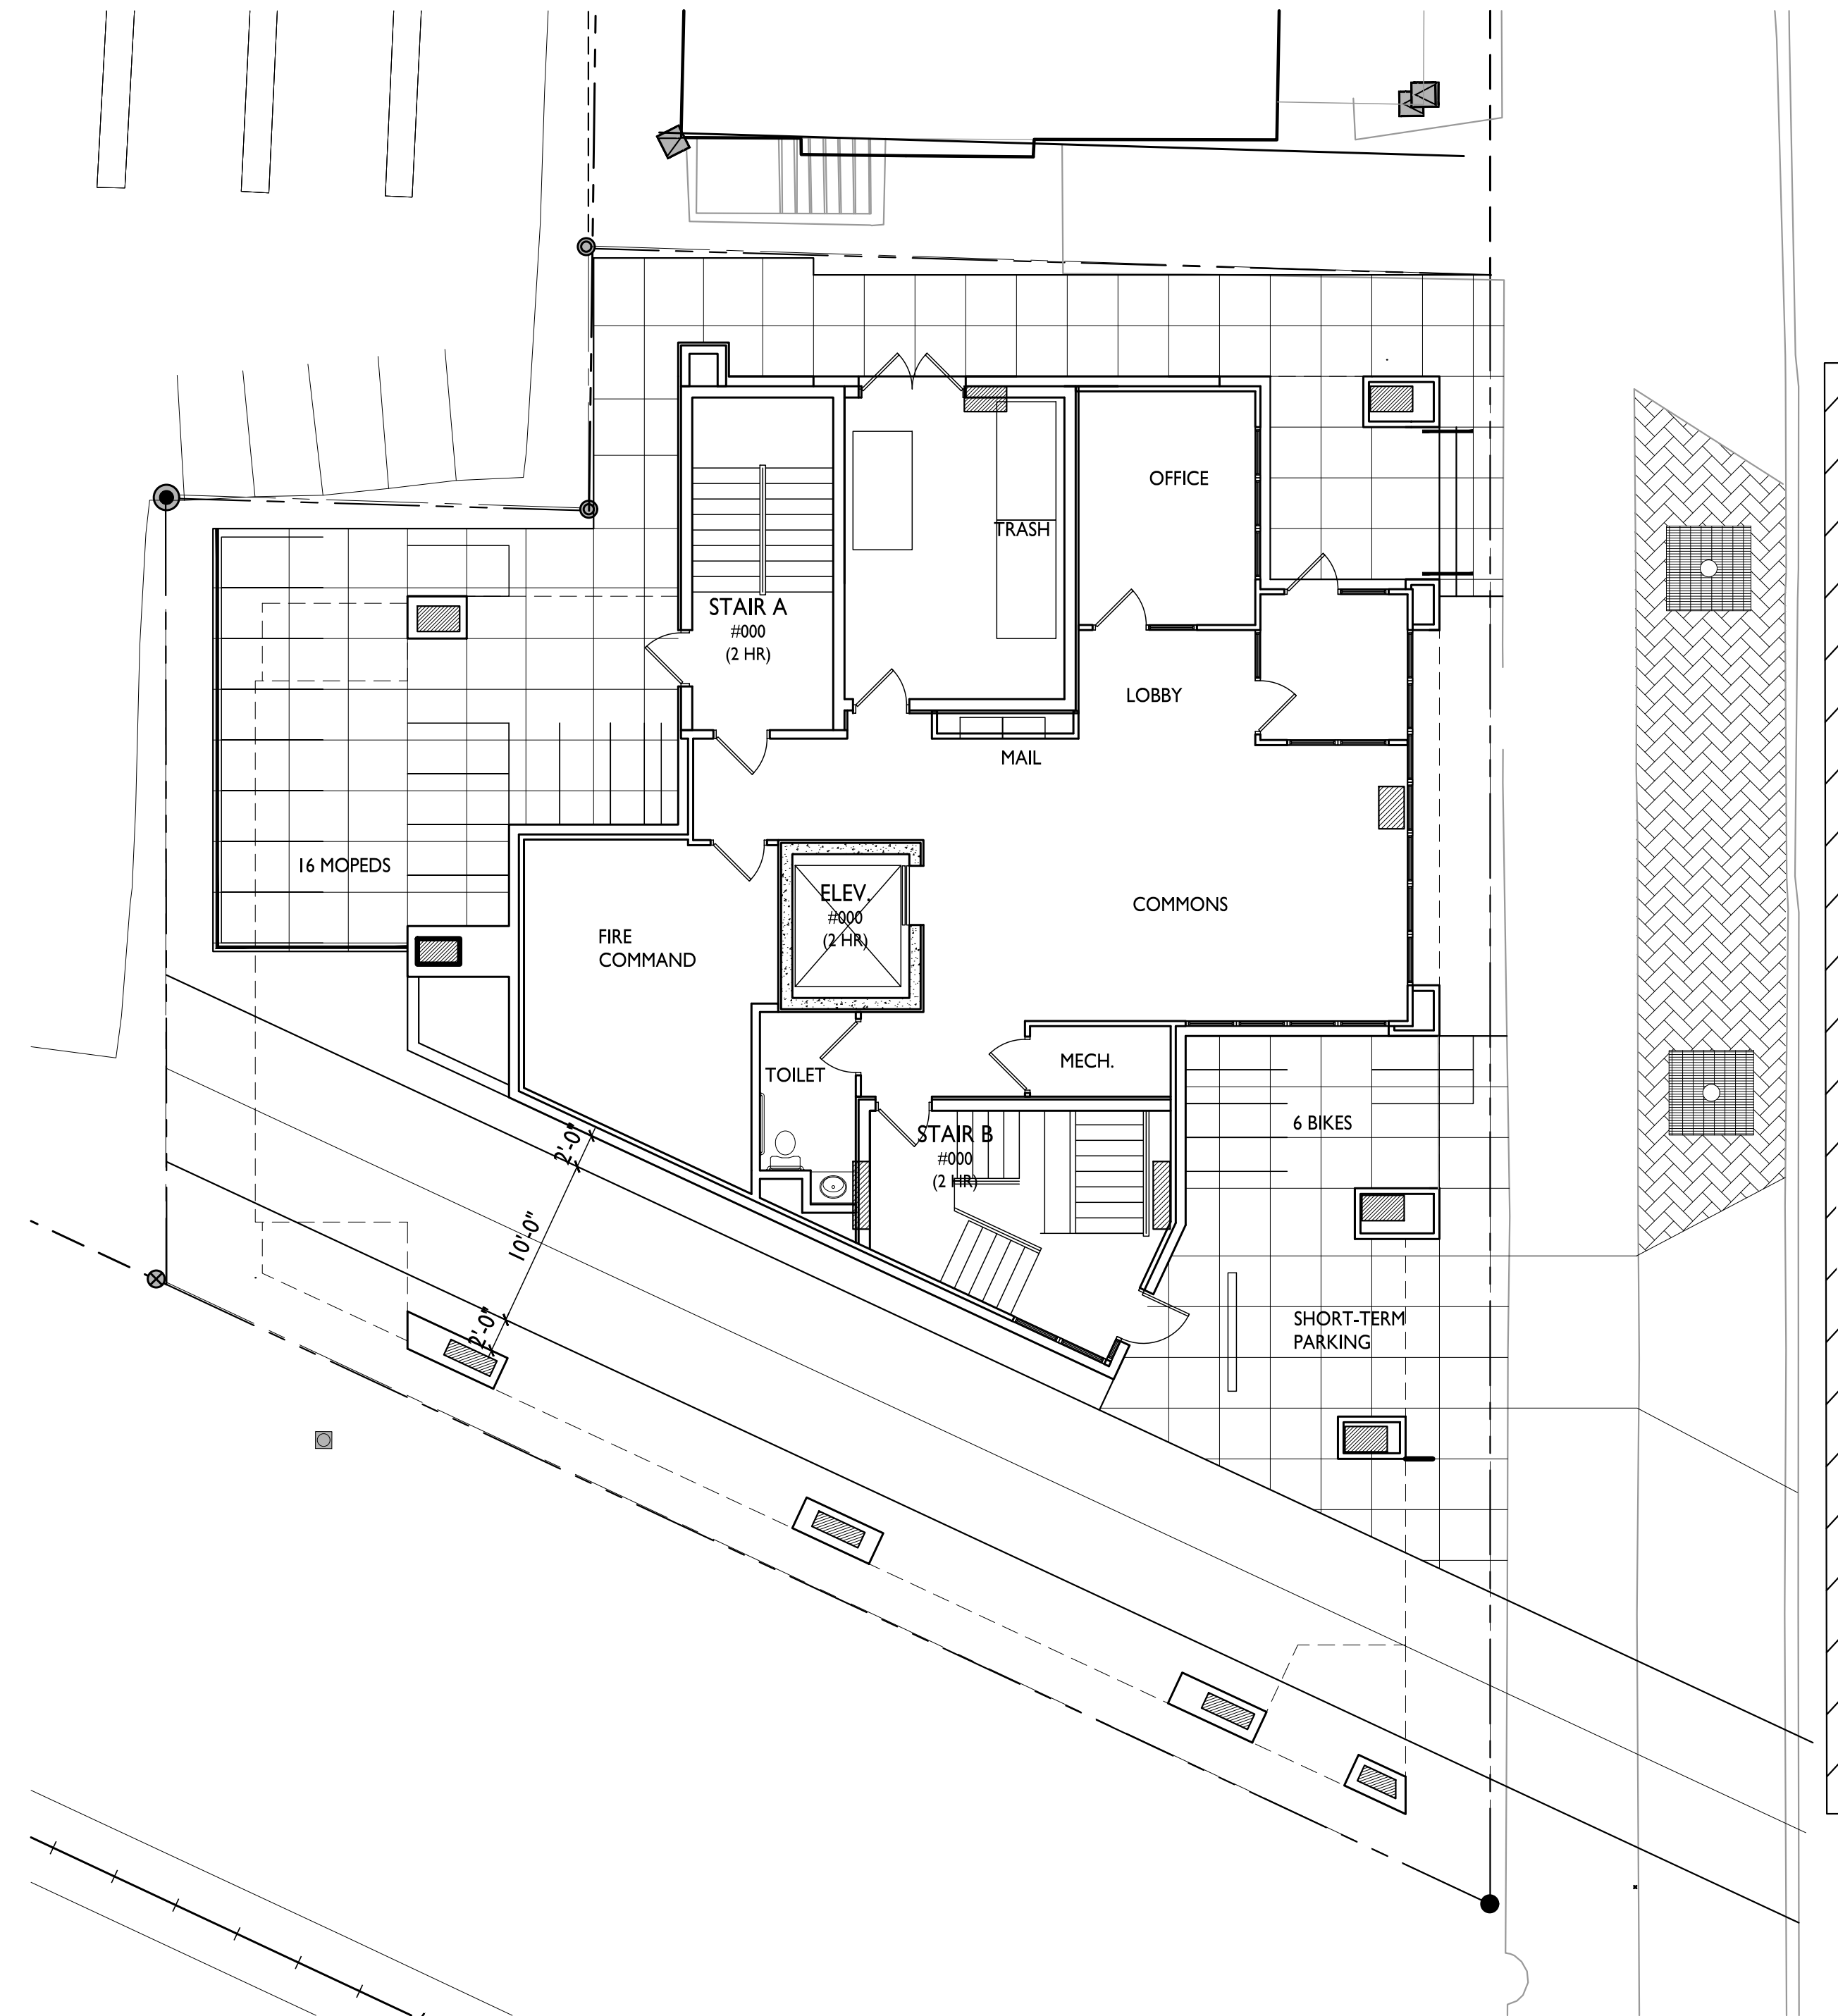 OFFICE
TRASH
STAIR A
#000
(2 HR)
LOBBY
MAIL
16 MOPEDS
ELEV.
#000
(2 HR)
COMMONS
FIRE
COMMAND
MECH.
TOILET
6 BIKES
STAIR B
#000
(2 HR)
2'-0"
10'-0"
2'-0"
SHORT-TERM
PARKING